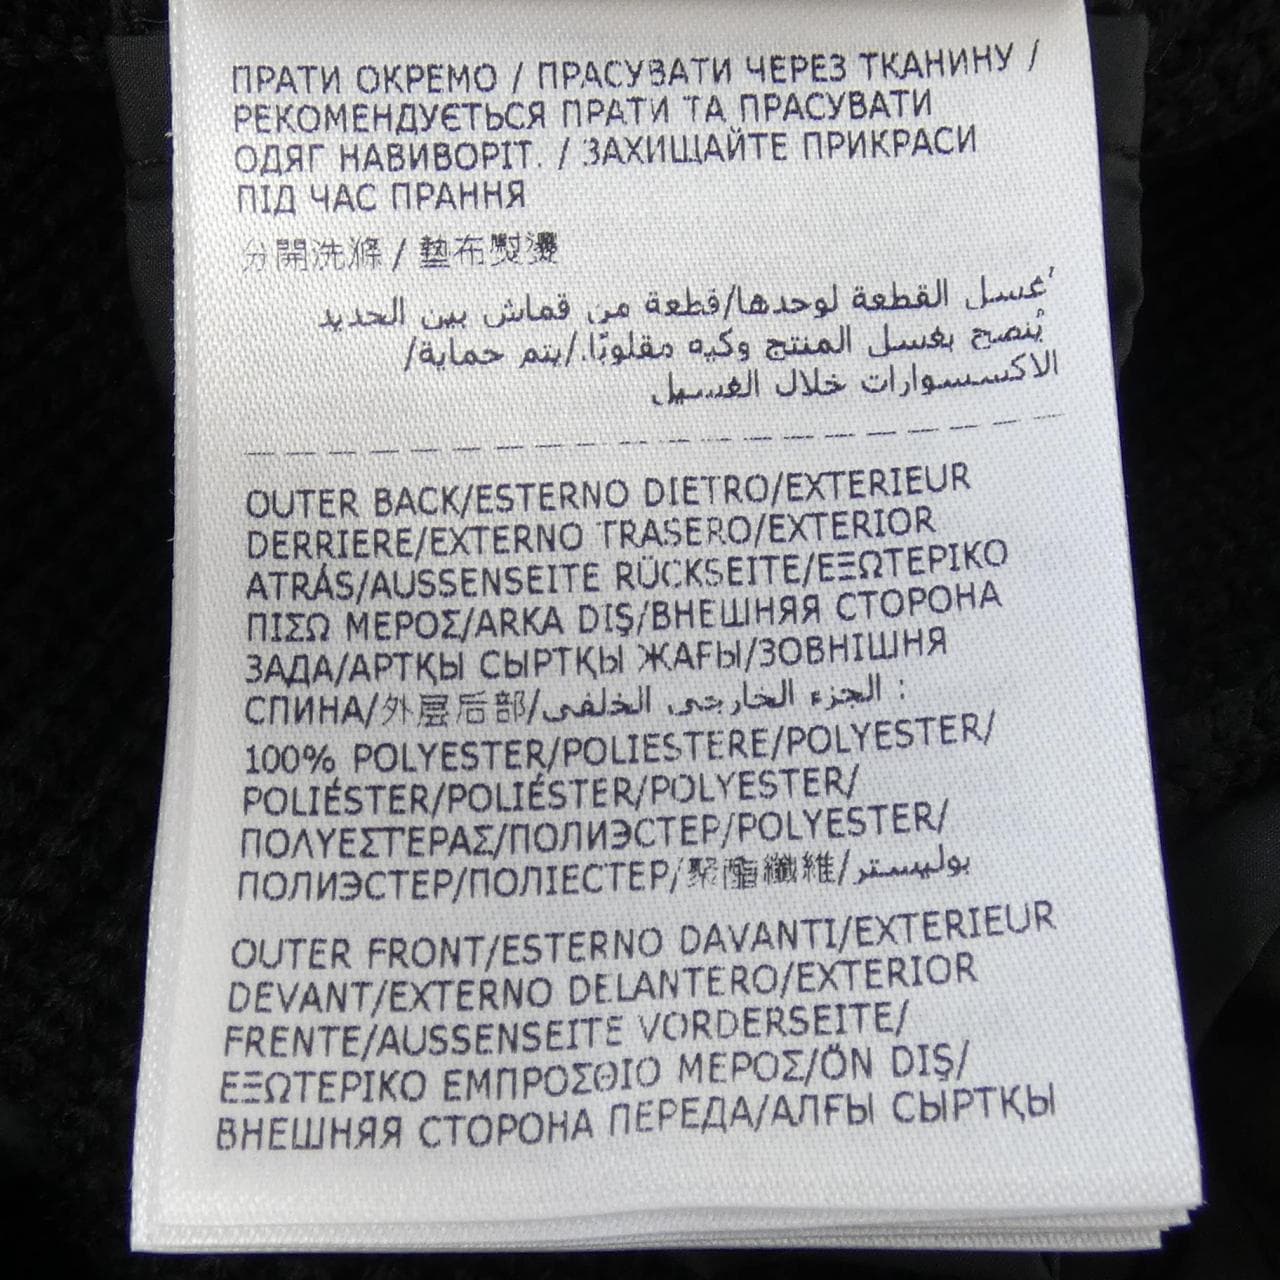 ПРАТИ ОКРЕМО / ПРАСУВАТИ ЧЕРЕЗ ТКАНИНУ /
РЕКОМЕНДУЄТЬСЯ ПРАТИ ТА ПРАСУВАТИ
ОДЯГ НАВИВОРІТ. / ЗАХИЩАЙТЕ ПРИКРАСИ
ПІД ЧАС ПРАННЯ
分開洗滌 / 墊布熨燙
ُغسل القطعة لوحدها/قطعة من قماش بين الحديد
يُنصح بغسل المنتج وكيه مقلوبًا./يتم حماية/
الاكسسوارات خلال الغسيل
OUTER BACK/ESTERNO DIETRO/EXTERIEUR
DERRIERE/EXTERNO TRASERO/EXTERIOR
ATRÁS/AUSSENSEITE RÜCKSEITE/ΕΞΩΤΕΡΙΚΟ
ΠΙΣΩ ΜΕΡΟΣ/ARKA DIŞ/ВНЕШНЯЯ СТОРОНА
ЗАДА/АРТҚЫ СЫРТҚЫ ЖАҒЫ/ЗОВНІШНЯ
СПИНА/外层后部/الجزء الخارجى الخلفى :
100% POLYESTER/POLIESTERE/POLYESTER/
POLIÉSTER/POLIÉSTER/POLYESTER/
ΠΟΛΥΕΣΤΕΡΑΣ/ПОЛИЭСТЕР/POLYESTER/
ПОЛИЭСТЕР/ПОЛІЕСТЕР/聚酯纖維/بوليستر
OUTER FRONT/ESTERNO DAVANTI/EXTERIEUR
DEVANT/EXTERNO DELANTERO/EXTERIOR
FRENTE/AUSSENSEITE VORDERSEITE/
ΕΞΩΤΕΡΙΚΟ ΕΜΠΡΟΣΘΙΟ ΜΕΡΟΣ/ÖN DIŞ/
ВНЕШНЯЯ СТОРОНА ПЕРЕДА/АЛҒЫ СЫРТҚЫ